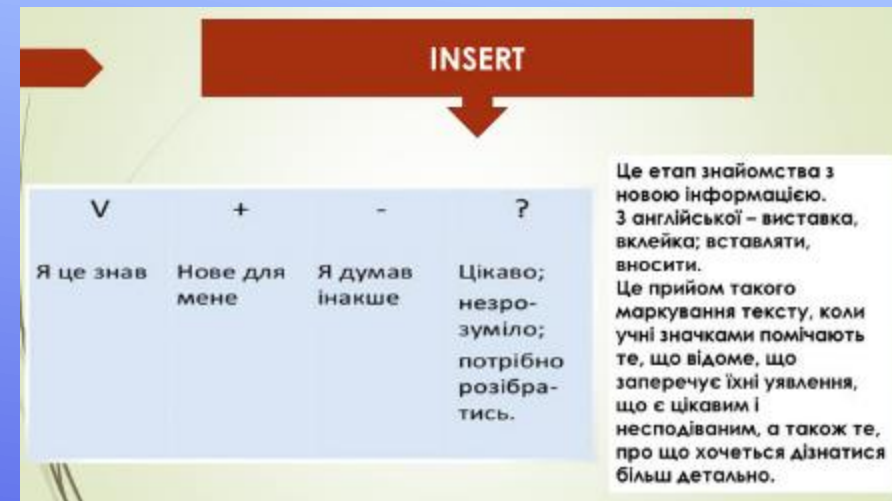 INSERT
V + - ?
Я це знав Нове для Я думав Цікаво;
мене інакше незро-
зуміло;
потрібно
розібра-
тись.
Це етап знайомства з
новою інформацією.
З англійської – виставка,
вклейка; вставляти,
вносити.
Це прийом такого
маркування тексту, коли
учні значками помічають
те, що відоме, що
заперечує їхні уявлення,
що є цікавим і
несподіваним, а також те,
про що хочеться дізнатися
більш детально.